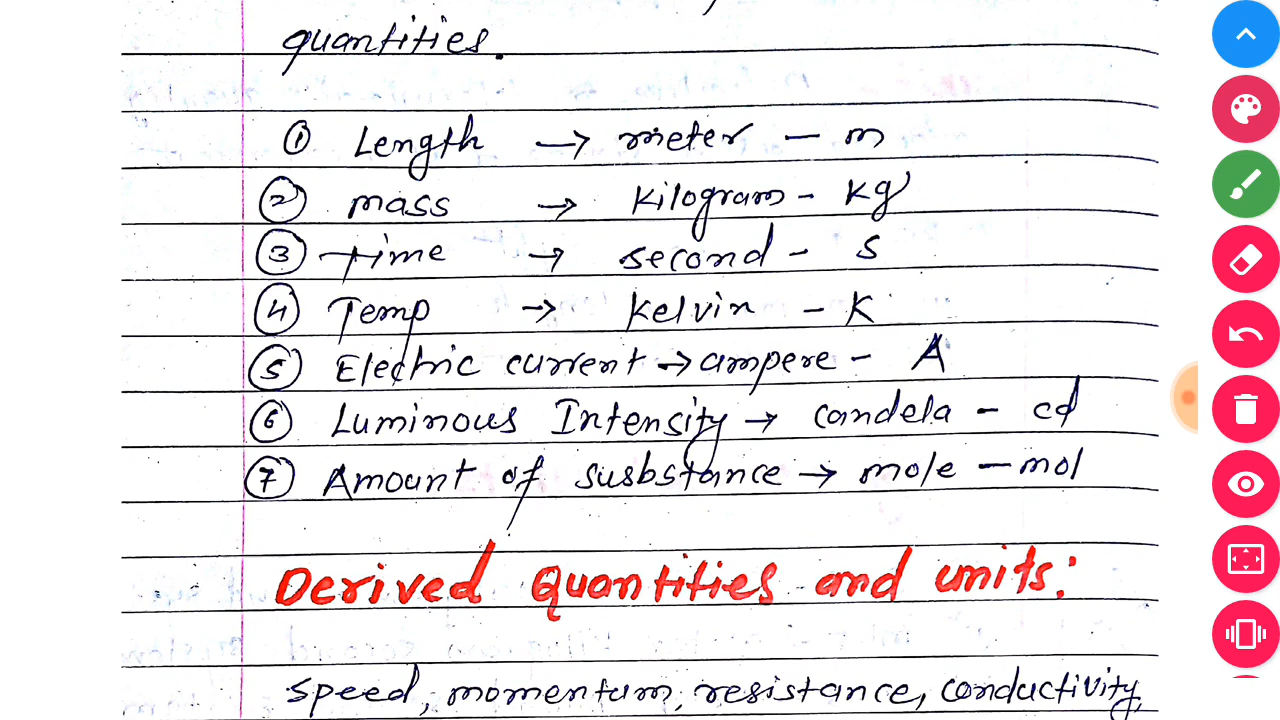 quantities.
① Length → meter – m
② mass → kilogram - kg
③ Time → second - s
④ Temp → kelvin - K
⑤ Electric current → ampere - A
⑥ Luminous Intensity → candela - cd
⑦ Amount of susbstance → mole - mol
Derived Quantities and units:
speed, momentum, resistance, conductivity,